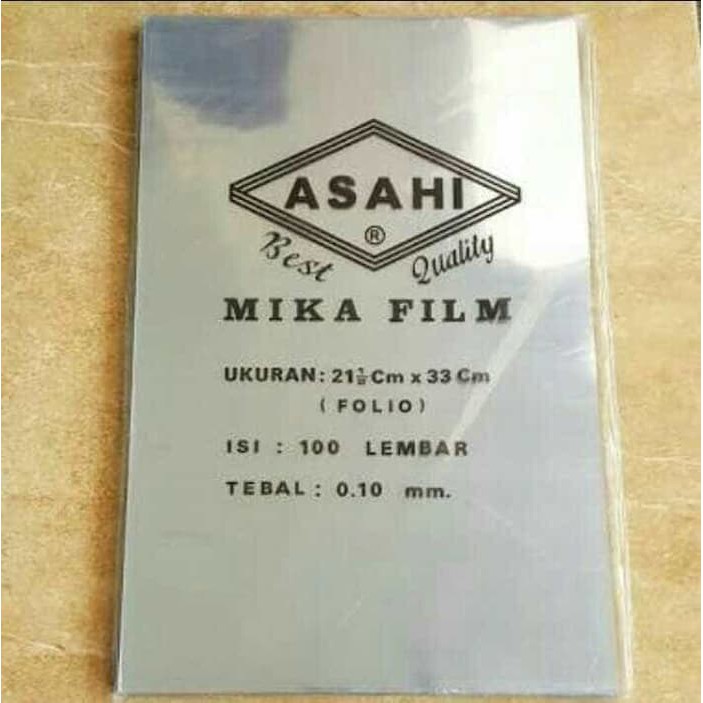 ASAHI
®
Best Quality
MIKA FILM
UKURAN: 21½ Cm x 33 Cm
(FOLIO)
ISI : 100 LEMBAR
TEBAL : 0.10 mm.